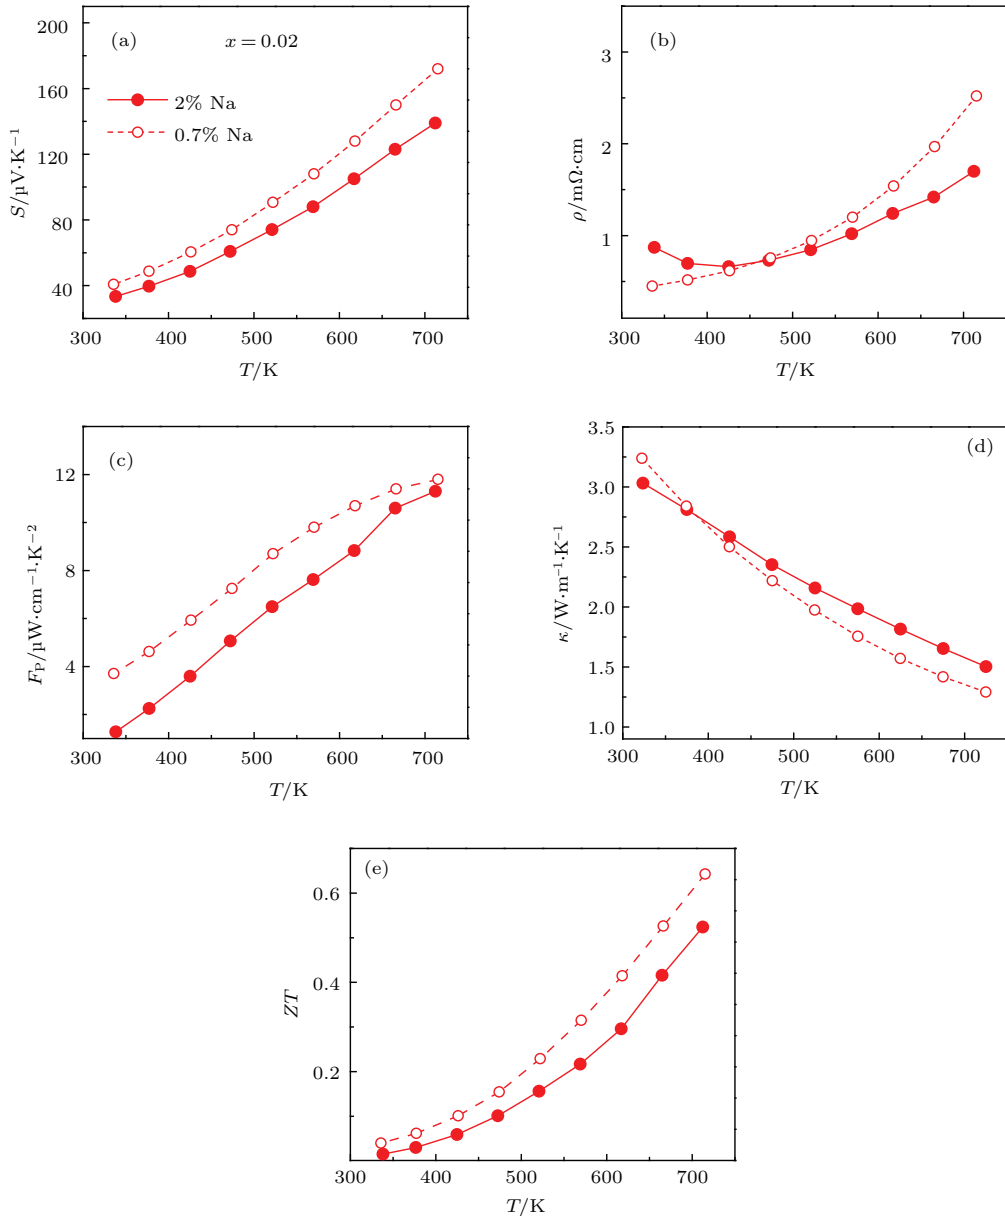 (a)
x = 0.02
2% Na
0.7% Na
200
160
120
80
40
S/µV·K⁻¹
300
400
500
600
700
T/K
(b)
3
2
1
ρ/mΩ·cm
300
400
500
600
700
T/K
(c)
12
8
4
F_P/µW·cm⁻¹·K⁻²
300
400
500
600
700
T/K
(d)
3.5
3.0
2.5
2.0
1.5
1.0
κ/W·m⁻¹·K⁻¹
300
400
500
600
700
T/K
(e)
0.6
0.4
0.2
ZT
300
400
500
600
700
T/K